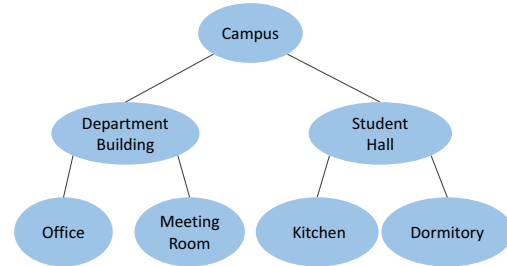 Campus
Department
Building
Student
Hall
Office
Meeting
Room
Kitchen
Dormitory